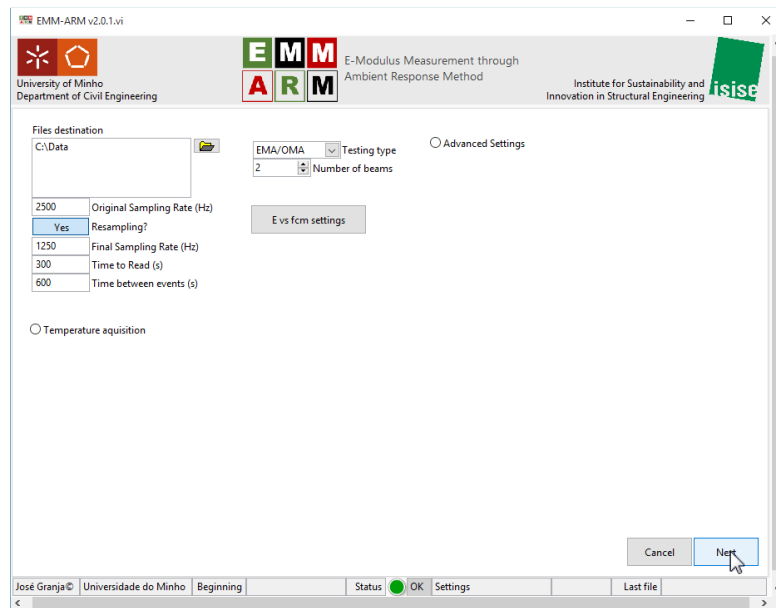 EMM-ARM v2.0.1.vi
University of Minho
Department of Civil Engineering
E M M
A R M
E-Modulus Measurement through
Ambient Response Method
Institute for Sustainability and
Innovation in Structural Engineering
isise
Files destination
C:\Data
EMA/OMA Testing type
2 Number of beams
Advanced Settings
2500 Original Sampling Rate (Hz)
Yes Resampling?
1250 Final Sampling Rate (Hz)
300 Time to Read (s)
600 Time between events (s)
E vs fcm settings
Temperature aquisition
Cancel Next
José Granja© Universidade do Minho Beginning Status OK Settings Last file